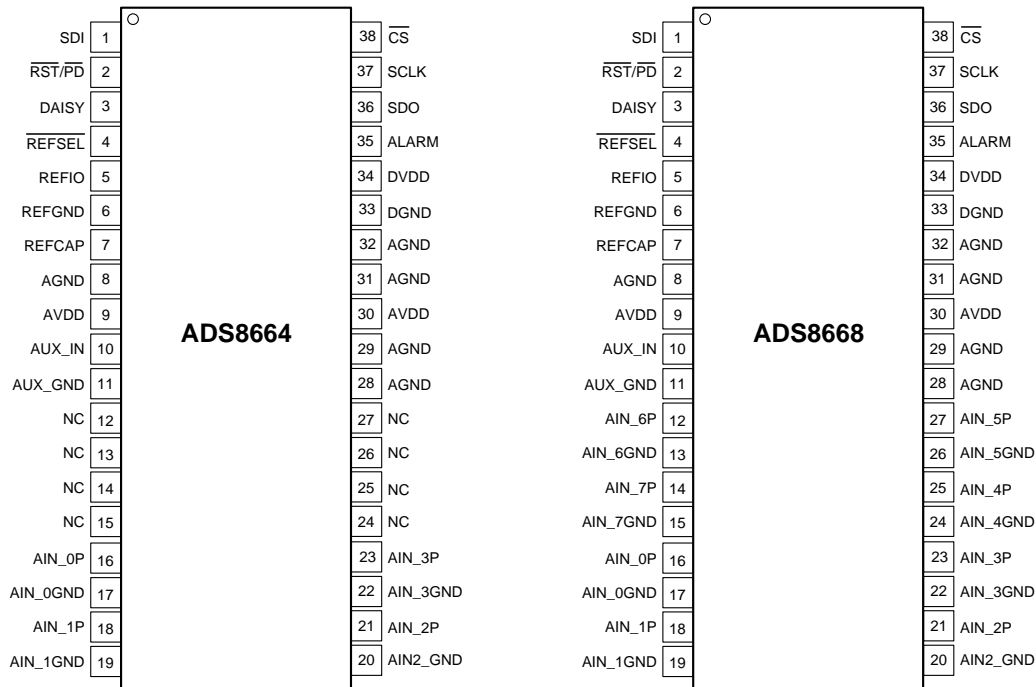 SDI 1 38 CS SDI 1 38 CS
RST/PD 2 37 SCLK RST/PD 2 37 SCLK
DAISY 3 36 SDO DAISY 3 36 SDO
REFSEL 4 35 ALARM REFSEL 4 35 ALARM
REFIO 5 34 DVDD REFIO 5 34 DVDD
REFGND 6 33 DGND REFGND 6 33 DGND
REFCAP 7 32 AGND REFCAP 7 32 AGND
AGND 8 31 AGND AGND 8 31 AGND
AVDD 9 30 AVDD AVDD 9 30 AVDD
ADS8664 ADS8668
AUX_IN 10 29 AGND AUX_IN 10 29 AGND
AUX_GND 11 28 AGND AUX_GND 11 28 AGND
NC 12 27 NC AIN_6P 12 27 AIN_5P
NC 13 26 NC AIN_6GND 13 26 AIN_5GND
NC 14 25 NC AIN_7P 14 25 AIN_4P
NC 15 24 NC AIN_7GND 15 24 AIN_4GND
AIN_0P 16 23 AIN_3P AIN_0P 16 23 AIN_3P
AIN_0GND 17 22 AIN_3GND AIN_0GND 17 22 AIN_3GND
AIN_1P 18 21 AIN_2P AIN_1P 18 21 AIN_2P
AIN_1GND 19 20 AIN2_GND AIN_1GND 19 20 AIN2_GND